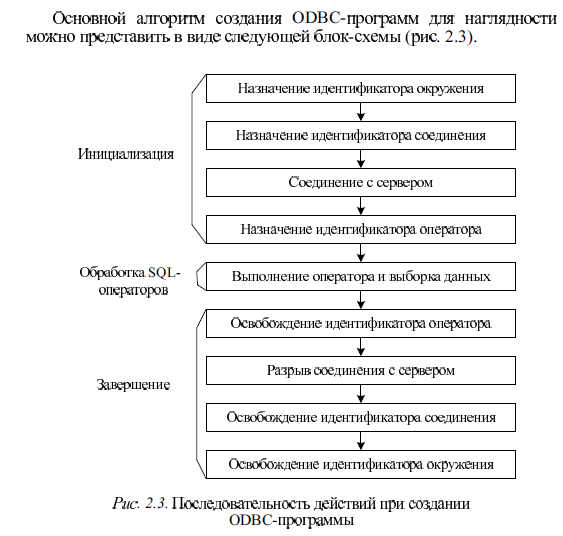 Основной алгоритм создания ODBC-программ для наглядности
можно представить в виде следующей блок-схемы (рис. 2.3).
Инициализация
Назначение идентификатора окружения
Назначение идентификатора соединения
Соединение с сервером
Назначение идентификатора оператора
Обработка SQL-
операторов
Выполнение оператора и выборка данных
Завершение
Освобождение идентификатора оператора
Разрыв соединения с сервером
Освобождение идентификатора соединения
Освобождение идентификатора окружения
Рис. 2.3. Последовательность действий при создании
ODBC-программы